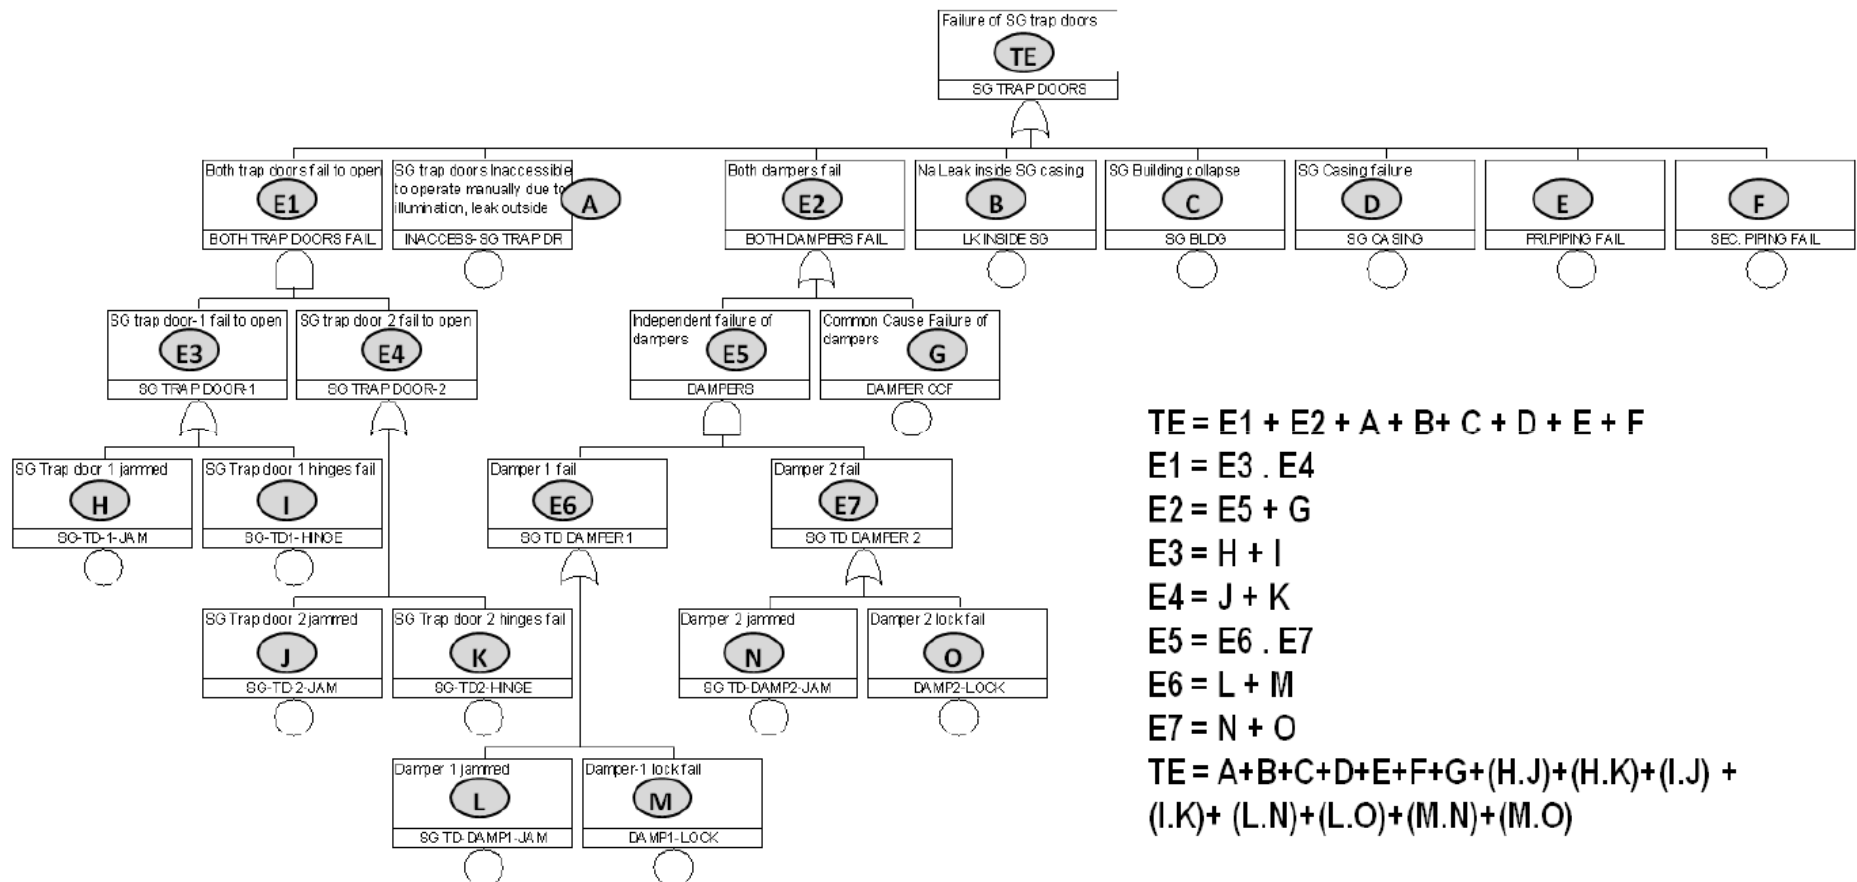 Failure of SG trap doors
TE
SG TRAP DOORS
Both trap doors fail to open
E1
BOTH TRAP DOORS FAIL
SG trap doors Inaccessible
to operate manually due to
illumination, leak outside
A
INACCESS-SG TRAP DR
Both dampers fail
E2
BOTH DAMPERS FAIL
Na Leak inside SG casing
B
LK INSIDE SG
SG Building collapse
C
SG BLDG
SG Casing failure
D
SG CASING
E
PRI.PIPING FAIL
F
SEC. PIPING FAIL
SG trap door-1 fail to open
E3
SG TRAP DOOR-1
SG trap door 2 fail to open
E4
SG TRAP DOOR-2
Independent failure of
dampers
E5
DAMPERS
Common Cause Failure of
dampers
G
DAMPER CCF
SG Trap door 1 jammed
H
SG-TD-1-JAM
SG Trap door 1 hinges fail
I
SG-TD1-HINGE
Damper 1 fail
E6
SG TD DAMPER 1
Damper 2 fail
E7
SG TD DAMPER 2
SG Trap door 2 jammed
J
SG-TD 2-JAM
SG Trap door 2 hinges fail
K
SG-TD2-HINGE
Damper 2 jammed
N
SG TD-DAMP2-JAM
Damper 2 lock fail
O
DAMP2-LOCK
Damper 1 jammed
L
SG TD-DAMP1-JAM
Damper-1 lock fail
M
DAMP1-LOCK
TE = E1 + E2 + A + B+ C + D + E + F
E1 = E3 . E4
E2 = E5 + G
E3 = H + I
E4 = J + K
E5 = E6 . E7
E6 = L + M
E7 = N + O
TE = A+B+C+D+E+F+G+(H.J)+(H.K)+(I.J) +
(I.K)+ (L.N)+(L.O)+(M.N)+(M.O)